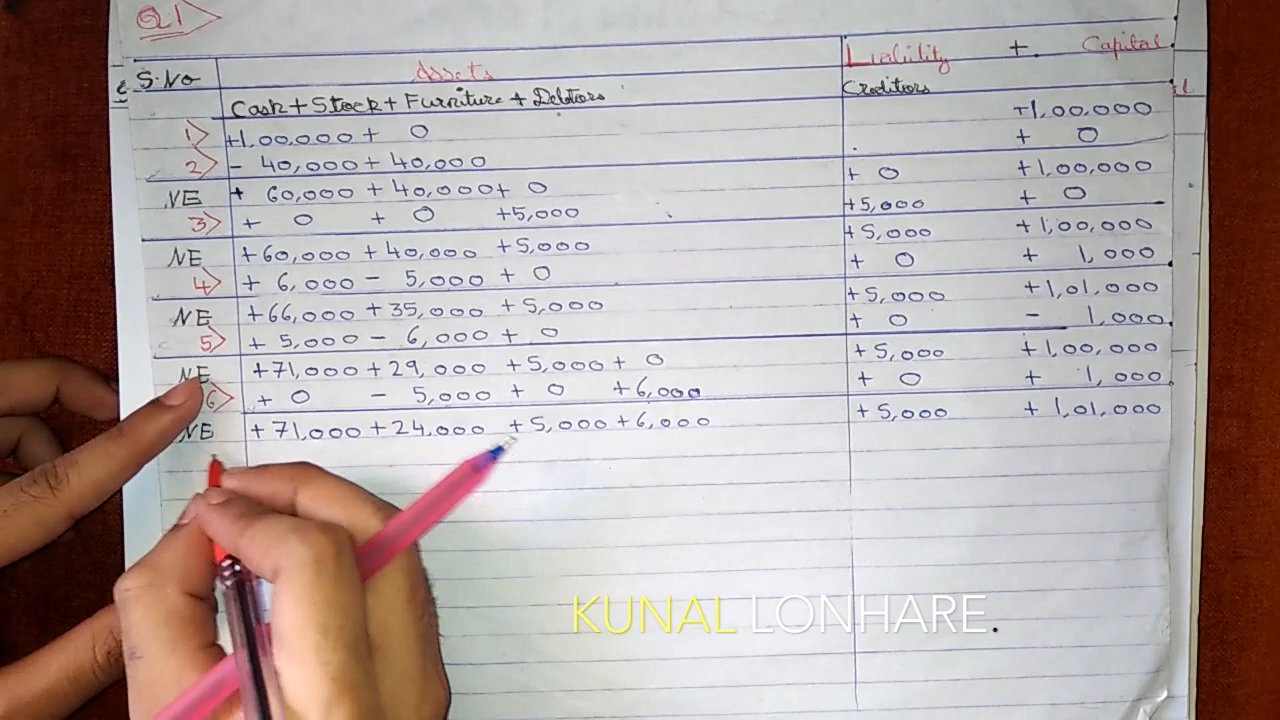 Q1>
S.No Assets Liability + Capital
Cash + Stock + Furniture + Debtors Creditors
1> +1,00,000 + 0 +1,00,000
2> - 40,000 + 40,000 + 0
NE + 60,000 + 40,000 + 0 + 0 +1,00,000
3> + 0 + 0 +5,000 +5,000 + 0
NE +60,000 + 40,000 +5,000 +5,000 +1,00,000
4> + 6,000 - 5,000 + 0 + 0 + 1,000
NE +66,000 + 35,000 + 5,000 +5,000 +1,01,000
5> + 5,000 - 6,000 + 0 + 0 - 1,000
NE +71,000 + 29,000 +5,000 + 0 +5,000 +1,00,000
6> + 0 - 5,000 + 0 +6,000 + 0 + 1,000
NE +71,000 + 24,000 +5,000 +6,000 +5,000 +1,01,000
KUNAL LONHARE.